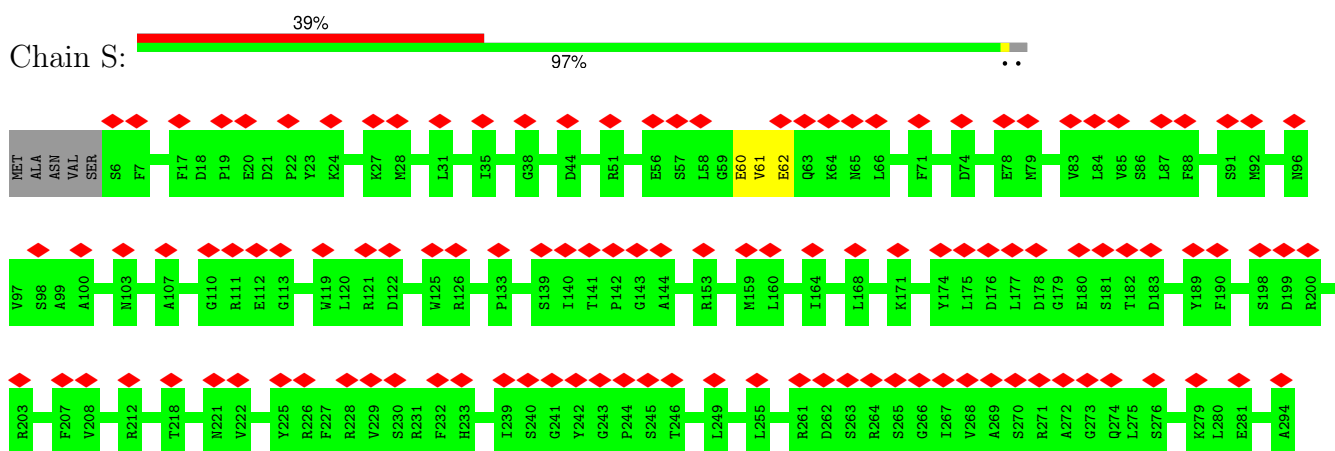 39%
Chain S:
97%
• •
MET ALA ASN VAL SER S6 F7 F17 D18 P19 E20 D21 P22 Y23 K24 K27 M28 L31 I35 G38 D44 R51 E56 S57 L58 G59 E60 V61 E62 Q63 K64 N65 L66 F71 D74 E78 M79 V83 L84 V85 S86 L87 F88 S91 M92 N96
V97 S98 A99 A100 N103 A107 G110 R111 E112 G113 W119 L120 R121 D122 W125 R126 P133 S139 I140 T141 P142 G143 A144 R153 M159 L160 I164 L168 K171 Y174 L175 D176 L177 D178 G179 E180 S181 T182 D183 Y189 F190 S198 D199 R200
R203 F207 V208 R212 T218 N221 V222 Y225 R226 F227 R228 V229 S230 R231 F232 H233 I239 S240 G241 Y242 G243 P244 S245 T246 L249 L255 R261 D262 S263 R264 S265 G266 I267 V268 A269 S270 R271 A272 G273 Q274 L275 S276 K279 L280 E281 A294